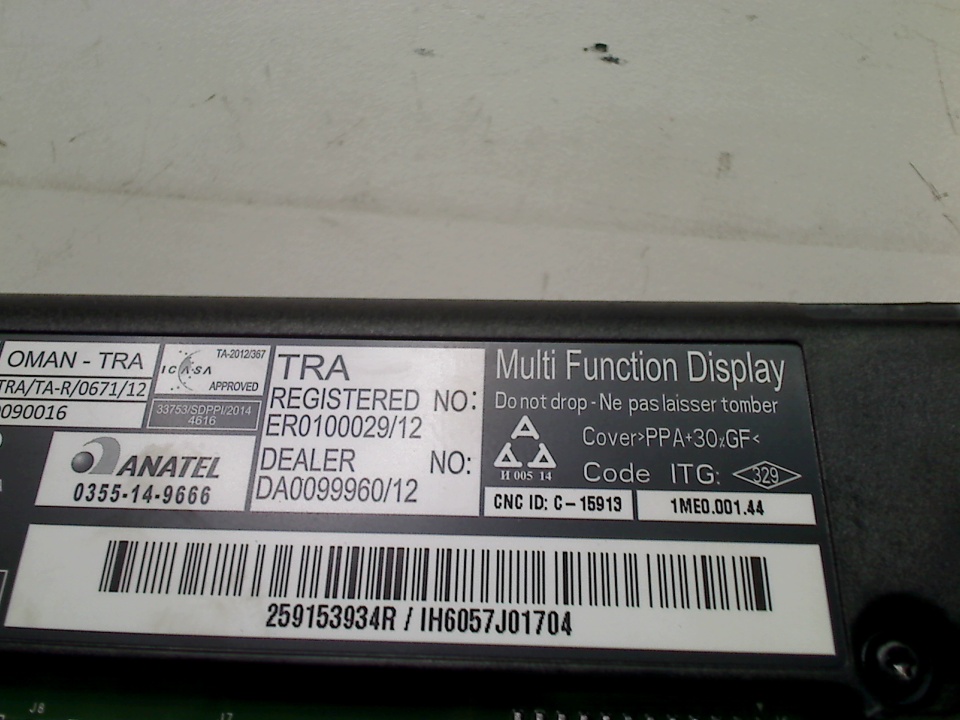 OMAN - TRA
TRA/TA-R/0671/12
0090016
TA-2012/367
ICASA
APPROVED
33753/SDPPI/2014
4616
ANATEL
0355-14-9666
TRA
REGISTERED NO:
ER0100029/12
DEALER NO:
DA0099960/12
Multi Function Display
Do not drop - Ne pas laisser tomber
Cover>PPA+30%GF<
И 005 14
Code ITG: 329
CNC ID: C-15913
1ME0.001.44
259153934R / IH6057J01704
J8
J7